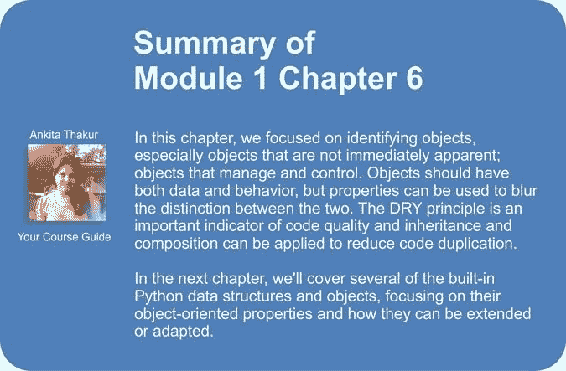 Summary of
Module 1 Chapter 6
Ankita Thakur
Your Course Guide
In this chapter, we focused on identifying objects,
especially objects that are not immediately apparent;
objects that manage and control. Objects should have
both data and behavior, but properties can be used to blur
the distinction between the two. The DRY principle is an
important indicator of code quality and inheritance and
composition can be applied to reduce code duplication.
In the next chapter, we'll cover several of the built-in
Python data structures and objects, focusing on their
object-oriented properties and how they can be extended
or adapted.